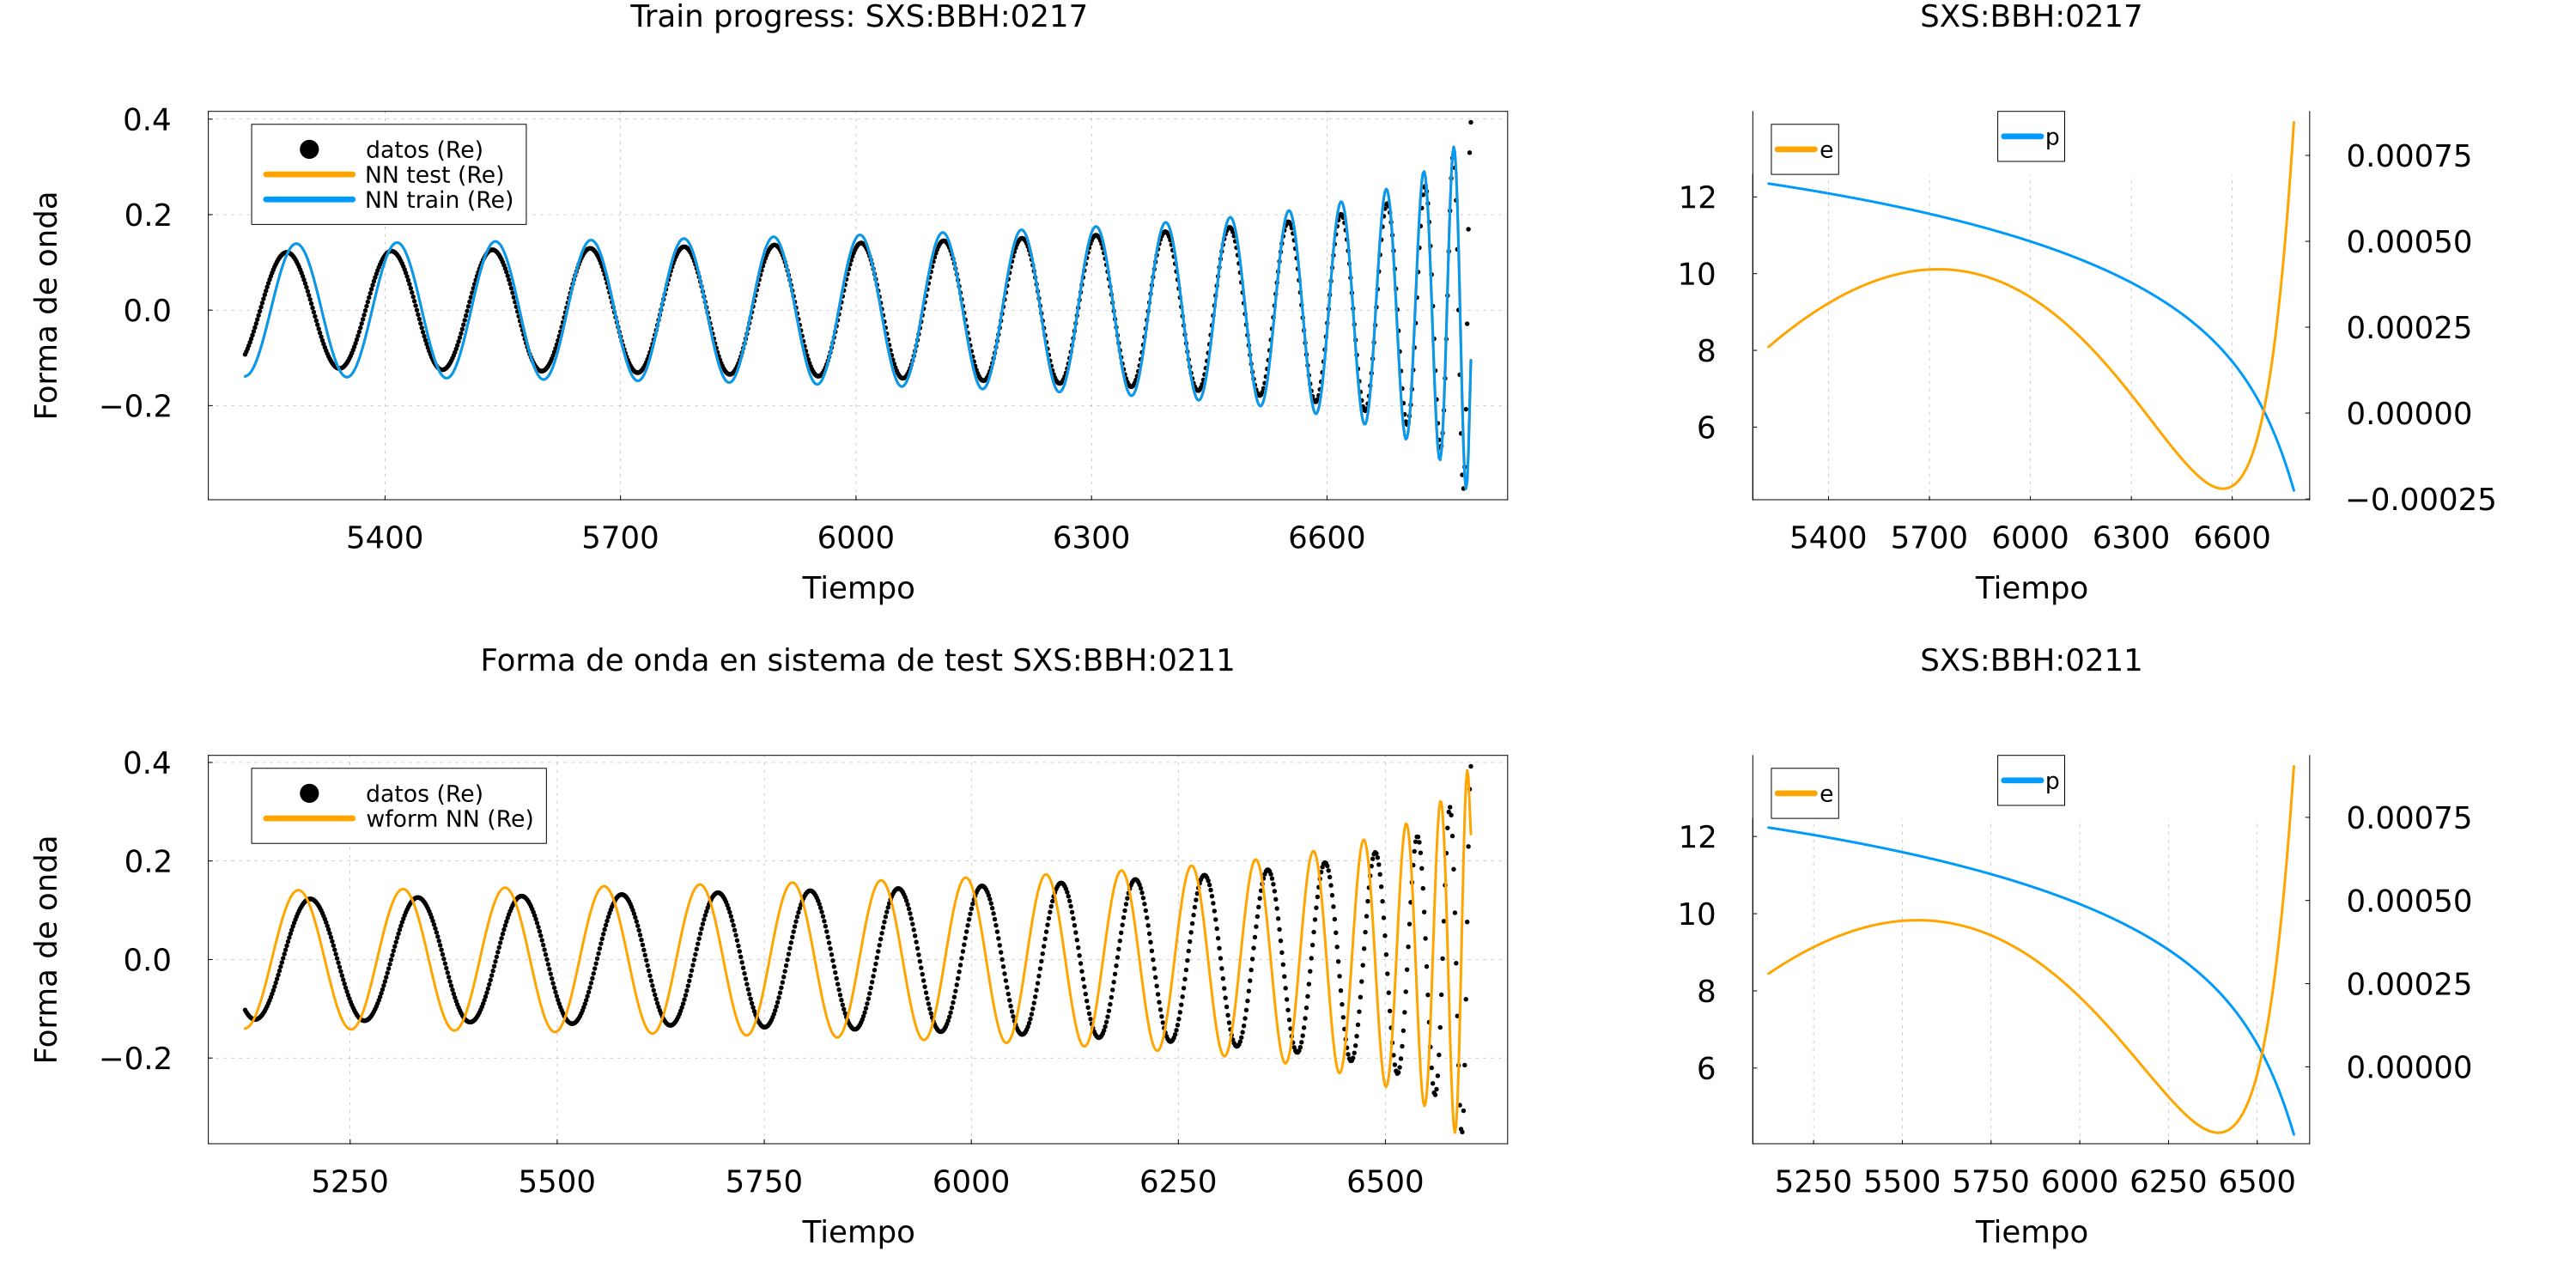 Train progress: SXS:BBH:0217
Forma de onda
0.4
0.2
0.0
−0.2
datos (Re)
NN test (Re)
NN train (Re)
5400 5700 6000 6300 6600
Tiempo
SXS:BBH:0217
e
p
12
10
8
6
0.00075
0.00050
0.00025
0.00000
−0.00025
5400 5700 6000 6300 6600
Tiempo
Forma de onda en sistema de test SXS:BBH:0211
Forma de onda
0.4
0.2
0.0
−0.2
datos (Re)
wform NN (Re)
5250 5500 5750 6000 6250 6500
Tiempo
SXS:BBH:0211
e
p
12
10
8
6
0.00075
0.00050
0.00025
0.00000
5250 5500 5750 6000 6250 6500
Tiempo